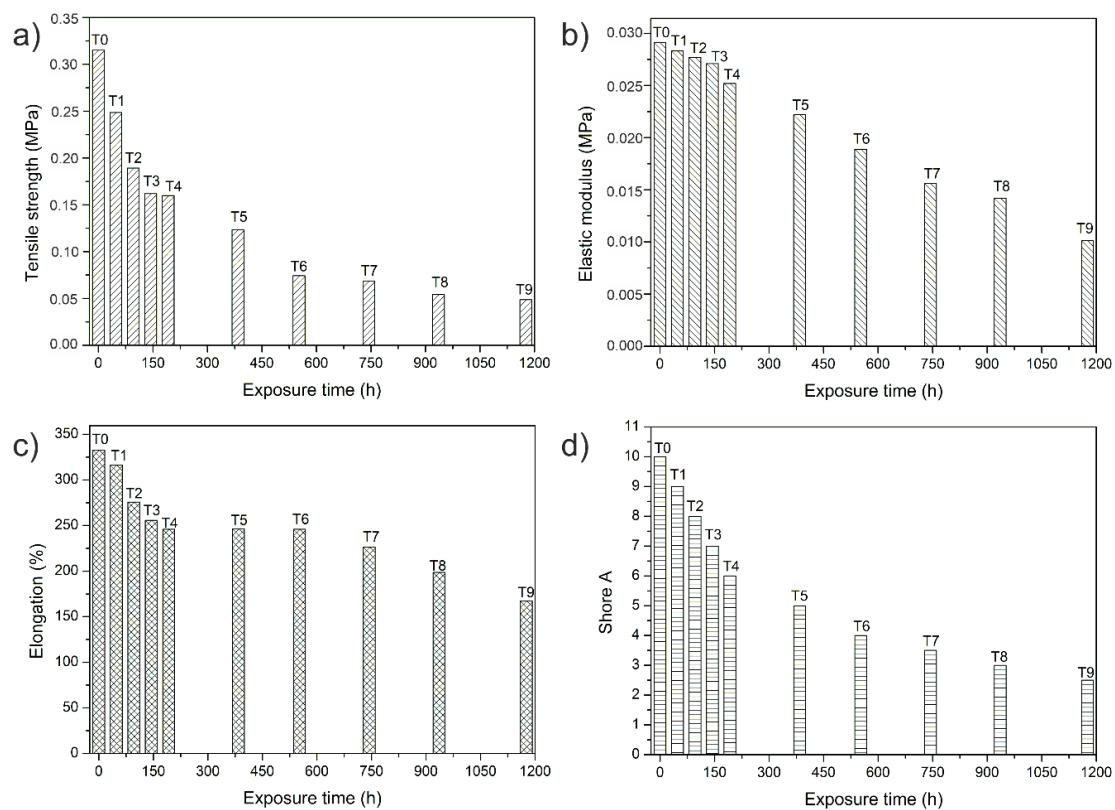 a)
Tensile strength (MPa)
0.35
0.30
0.25
0.20
0.15
0.10
0.05
0.00
T0
T1
T2
T3
T4
T5
T6
T7
T8
T9
0 150 300 450 600 750 900 1050 1200
Exposure time (h)
b)
Elastic modulus (MPa)
0.030
0.025
0.020
0.015
0.010
0.005
0.000
T0
T1
T2
T3
T4
T5
T6
T7
T8
T9
0 150 300 450 600 750 900 1050 1200
Exposure time (h)
c)
Elongation (%)
350
300
250
200
150
100
50
0
T0
T1
T2
T3
T4
T5
T6
T7
T8
T9
0 150 300 450 600 750 900 1050 1200
Exposure time (h)
d)
Shore A
11
10
9
8
7
6
5
4
3
2
1
0
T0
T1
T2
T3
T4
T5
T6
T7
T8
T9
0 150 300 450 600 750 900 1050 1200
Exposure time (h)